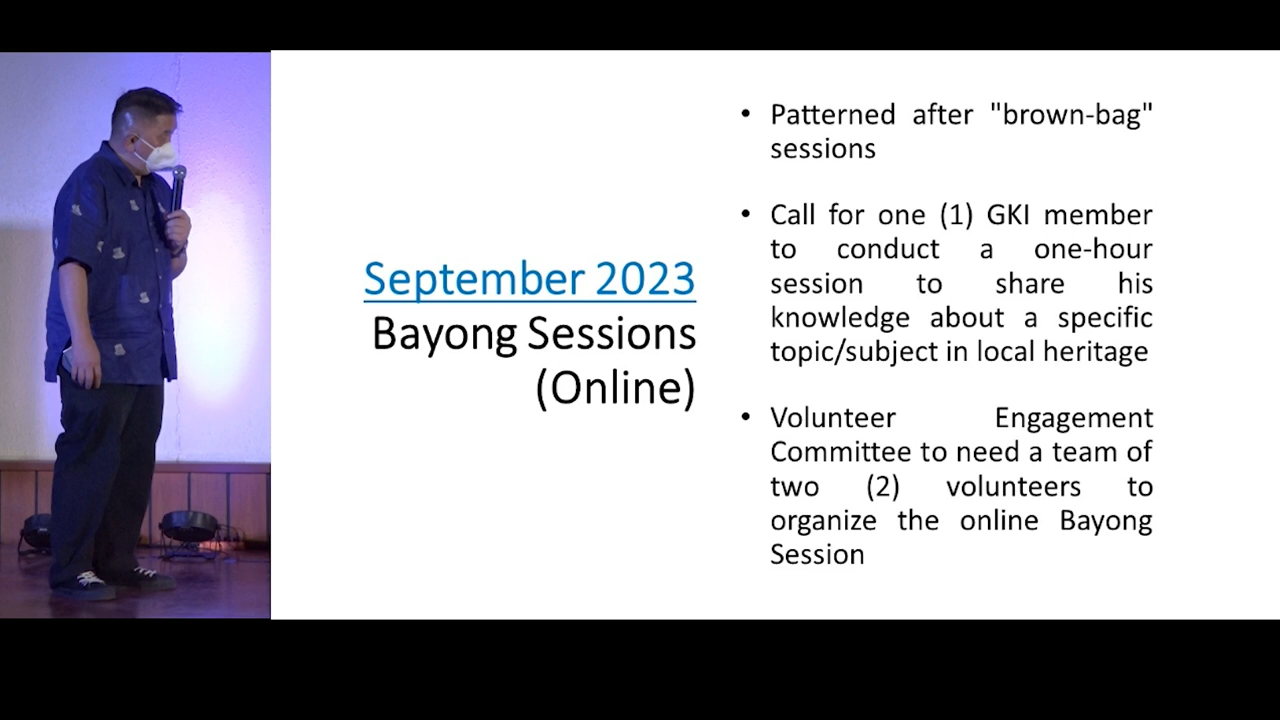 September 2023
Bayong Sessions
(Online)
• Patterned after "brown-bag"
sessions
• Call for one (1) GKI member
to conduct a one-hour
session to share his
knowledge about a specific
topic/subject in local heritage
• Volunteer Engagement
Committee to need a team of
two (2) volunteers to
organize the online Bayong
Session